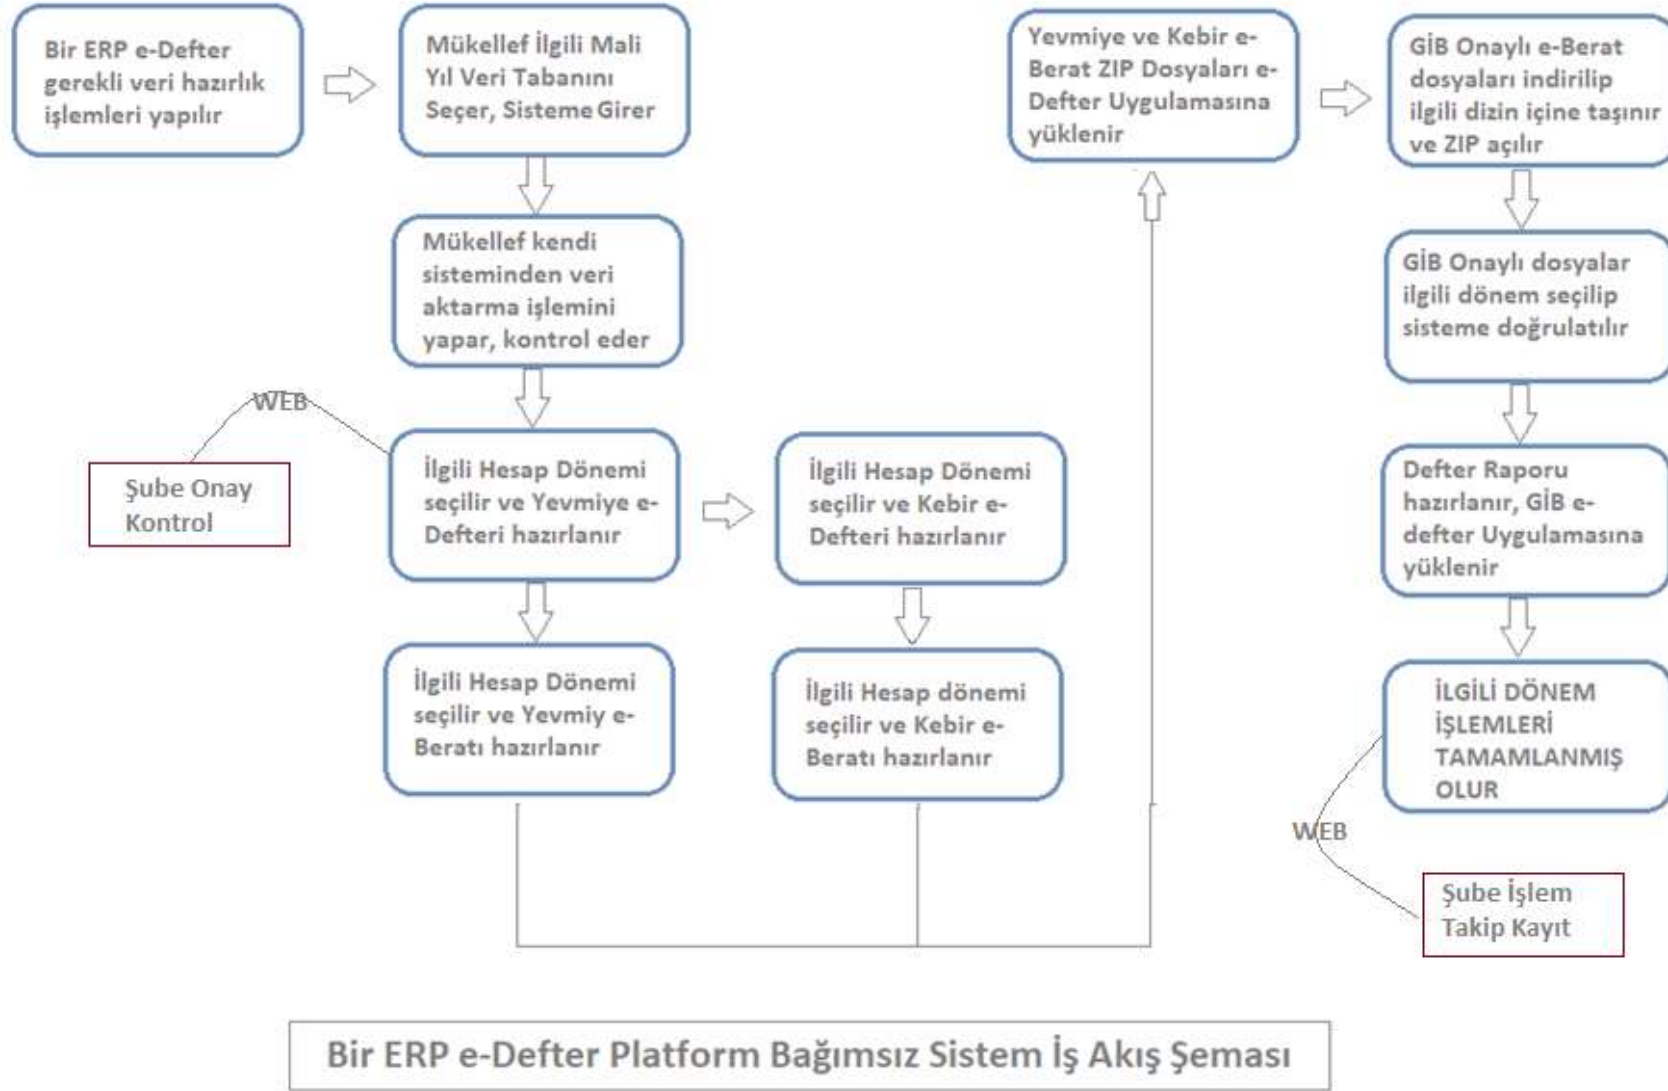 Bir ERP e-Defter
gerekli veri hazırlık
işlemleri yapılır
Mükellef İlgili Mali
Yıl Veri Tabanını
Seçer, Sisteme Girer
Mükellef kendi
sisteminden veri
aktarma işlemini
yapar, kontrol eder
WEB
Şube Onay
Kontrol
İlgili Hesap Dönemi
seçilir ve Yevmiye e-
Defteri hazırlanır
İlgili Hesap Dönemi
seçilir ve Kebir e-
Defteri hazırlanır
İlgili Hesap Dönemi
seçilir ve Yevmiy e-
Beratı hazırlanır
İlgili Hesap dönemi
seçilir ve Kebir e-
Beratı hazırlanır
Yevmiye ve Kebir e-
Berat ZIP Dosyaları e-
Defter Uygulamasına
yüklenir
GİB Onaylı e-Berat
dosyaları indirilip
ilgili dizin içine taşınır
ve ZIP açılır
GİB Onaylı dosyalar
ilgili dönem seçilip
sisteme doğrulatılır
Defter Raporu
hazırlanır, GİB e-
defter Uygulamasına
yüklenir
İLGİLİ DÖNEM
İŞLEMLERİ
TAMAMLANMIŞ
OLUR
WEB
Şube İşlem
Takip Kayıt
Bir ERP e-Defter Platform Bağımsız Sistem İş Akış Şeması